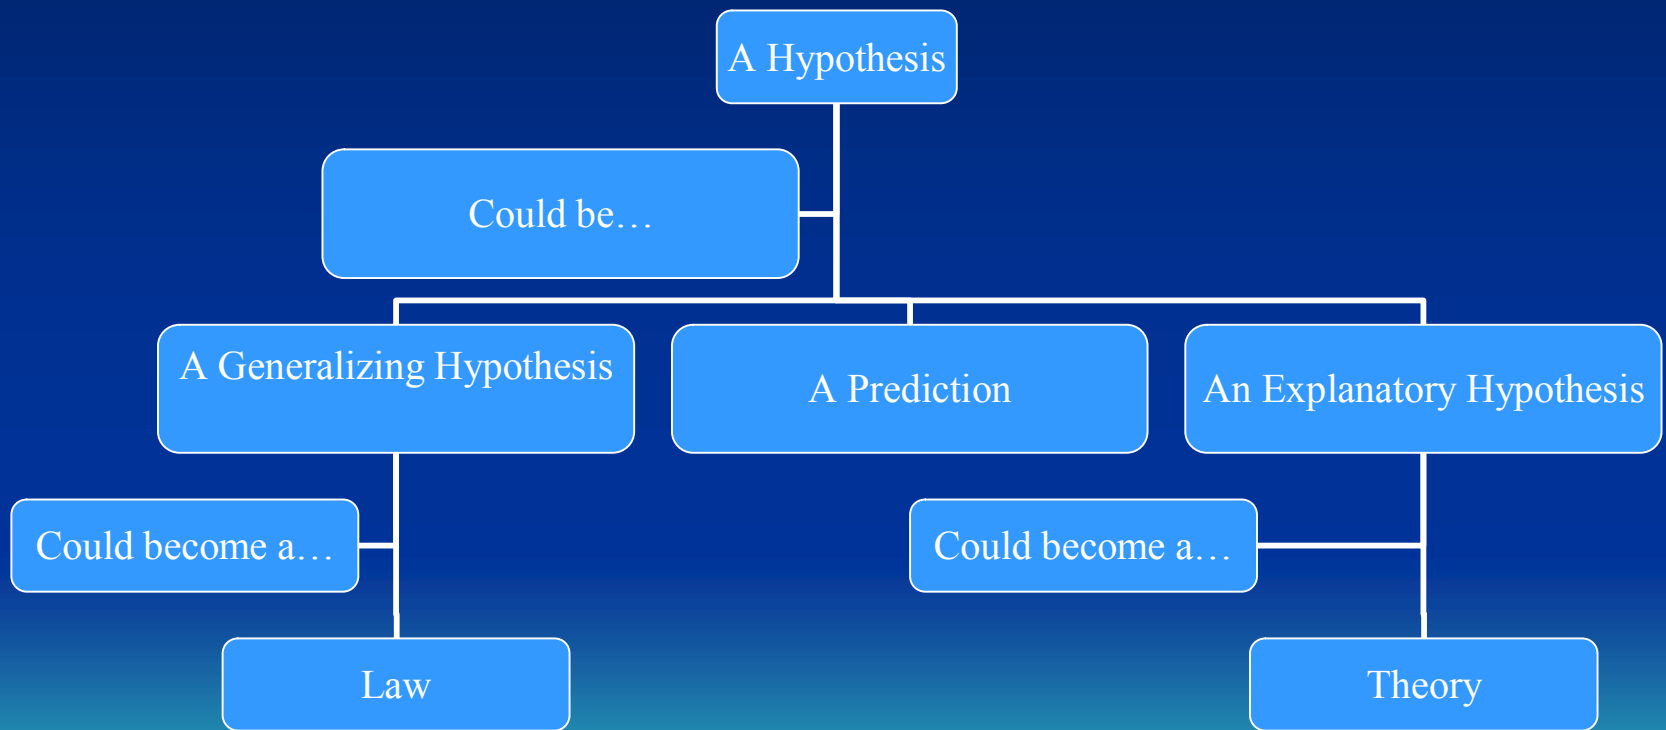 A Hypothesis
Could be…
A Generalizing Hypothesis
A Prediction
An Explanatory Hypothesis
Could become a…
Could become a…
Law
Theory